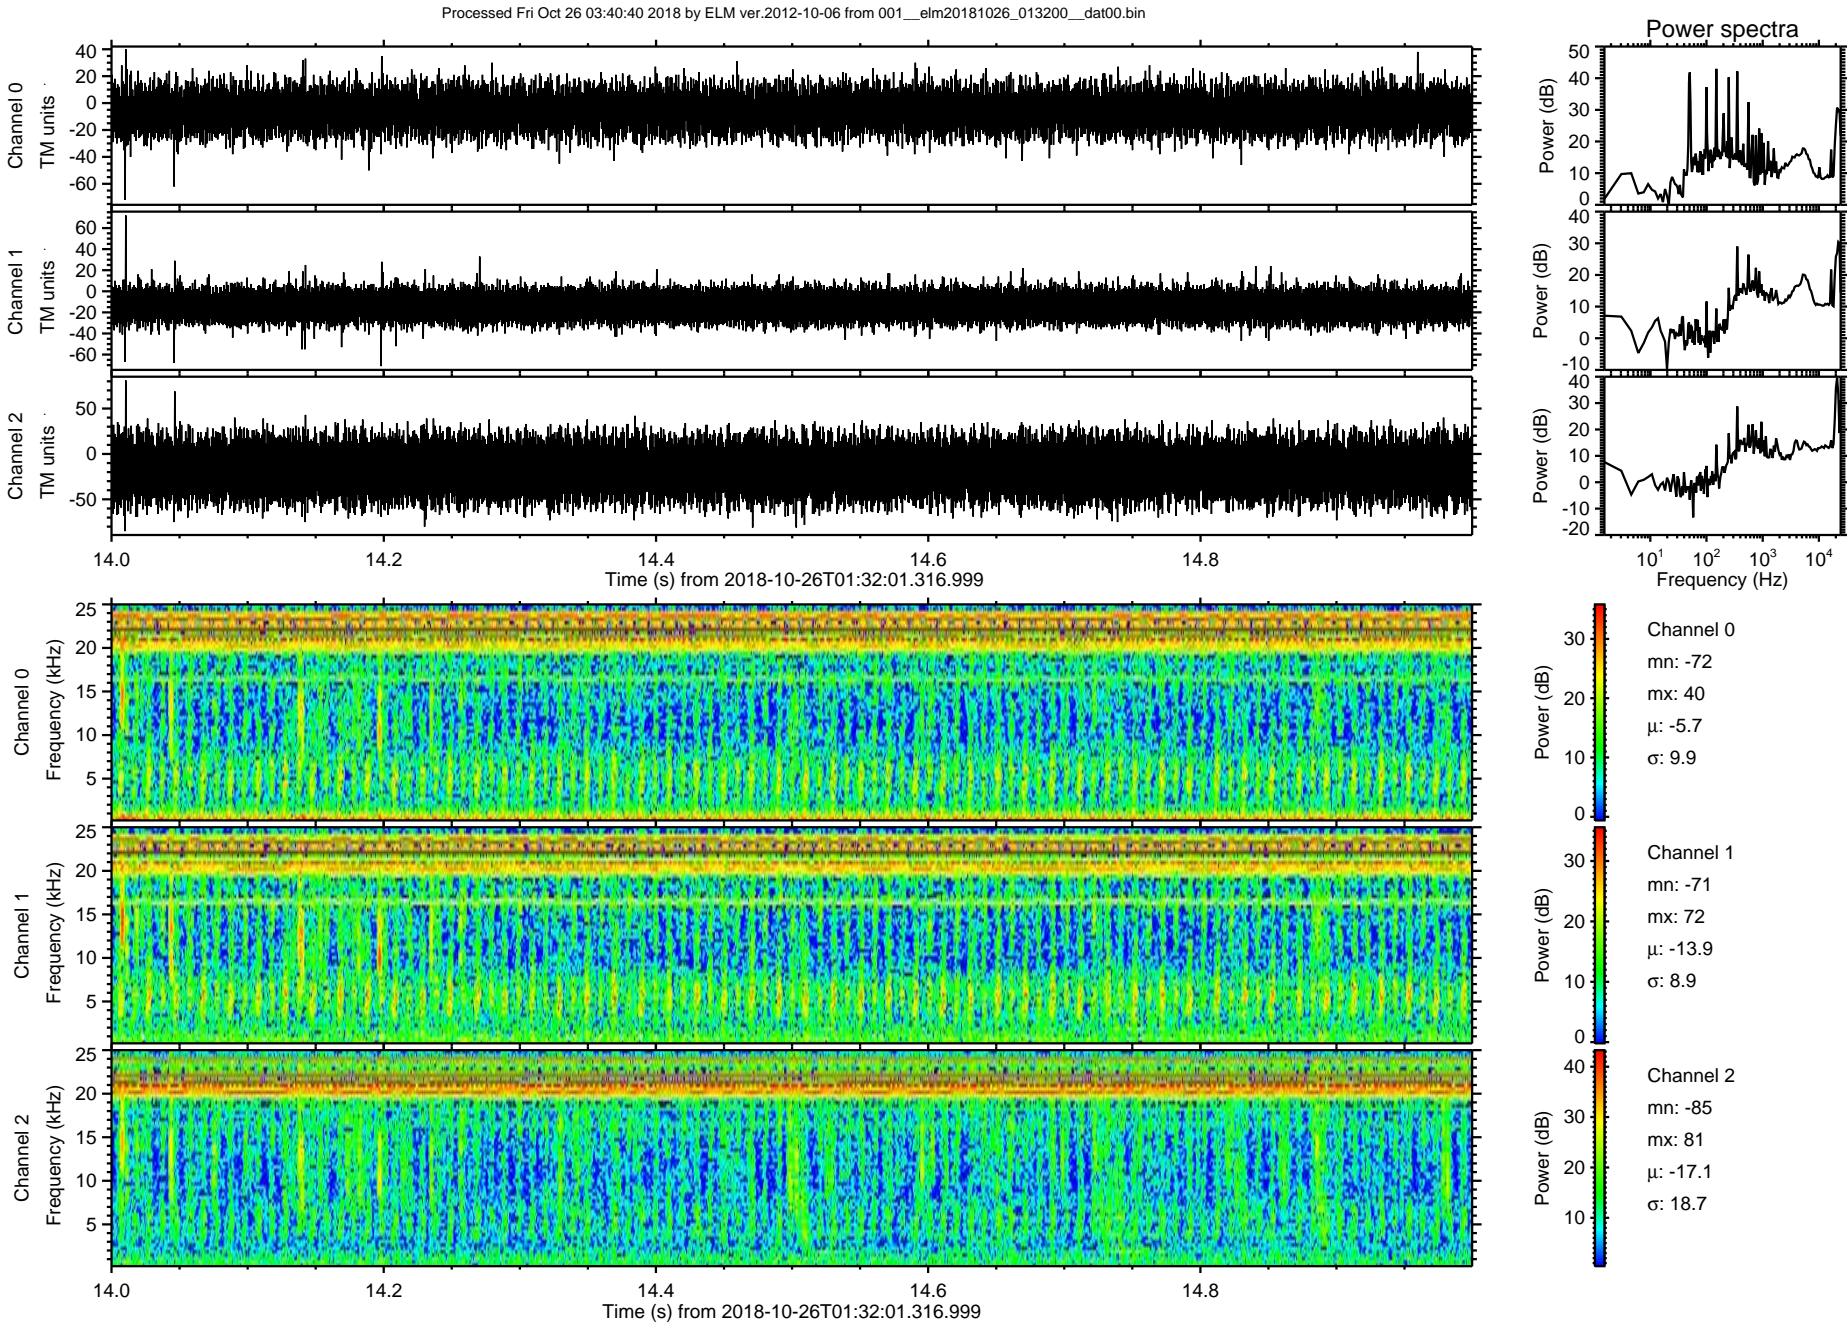 Processed Fri Oct 26 03:40:40 2018 by ELM ver.2012-10-06 from 001__elm20181026_013200__dat00.bin
Power spectra
Channel 0
TM units
40
20
0
-20
-40
-60
Power (dB)
50
40
30
20
10
0
Channel 1
TM units
60
40
20
0
-20
-40
-60
Power (dB)
40
30
20
10
0
-10
Channel 2
TM units
50
0
-50
Power (dB)
40
30
20
10
0
-10
-20
14.0 14.2 14.4 14.6 14.8
Time (s) from 2018-10-26T01:32:01.316.999
10¹ 10² 10³ 10⁴
Frequency (Hz)
Channel 0
Frequency (kHz)
25
20
15
10
5
Power (dB)
30
20
10
0
Channel 0
mn: -72
mx: 40
µ: -5.7
σ: 9.9
Channel 1
Frequency (kHz)
25
20
15
10
5
Power (dB)
30
20
10
0
Channel 1
mn: -71
mx: 72
µ: -13.9
σ: 8.9
Channel 2
Frequency (kHz)
25
20
15
10
5
Power (dB)
40
30
20
10
Channel 2
mn: -85
mx: 81
µ: -17.1
σ: 18.7
14.0 14.2 14.4 14.6 14.8
Time (s) from 2018-10-26T01:32:01.316.999